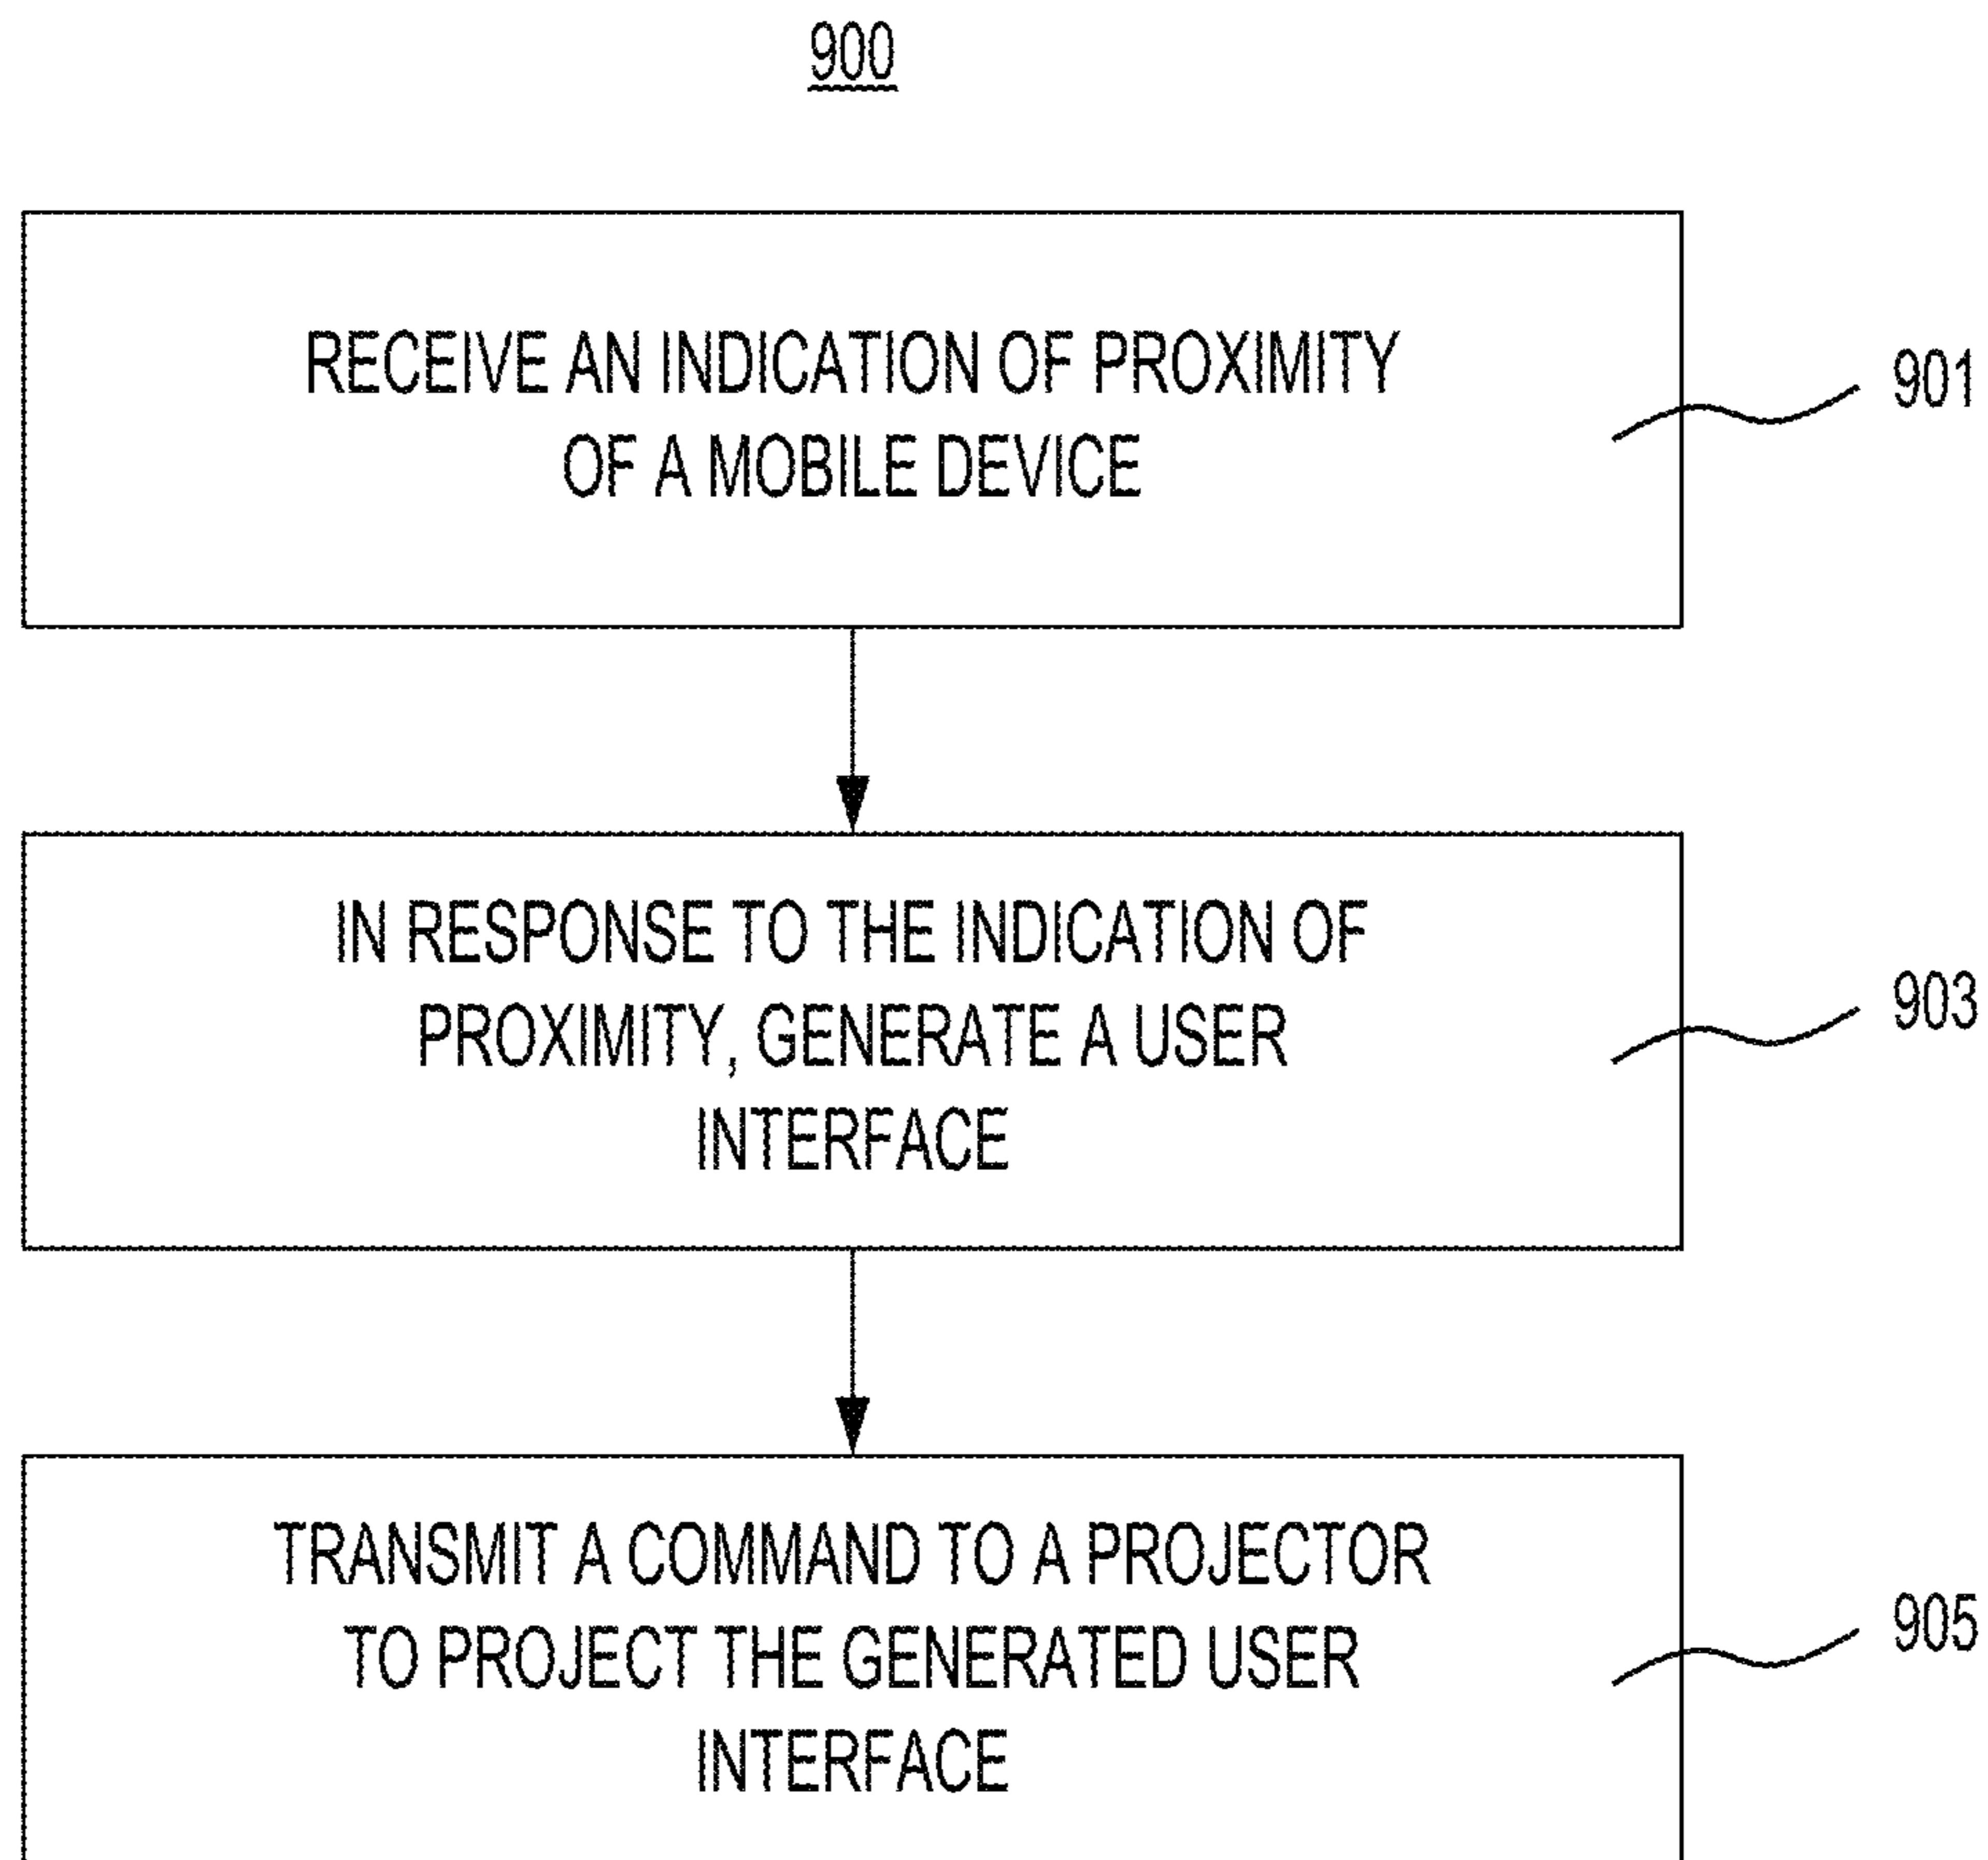 900
RECEIVE AN INDICATION OF PROXIMITY
OF A MOBILE DEVICE
901
IN RESPONSE TO THE INDICATION OF
PROXIMITY, GENERATE A USER
INTERFACE
903
TRANSMIT A COMMAND TO A PROJECTOR
TO PROJECT THE GENERATED USER
INTERFACE
905